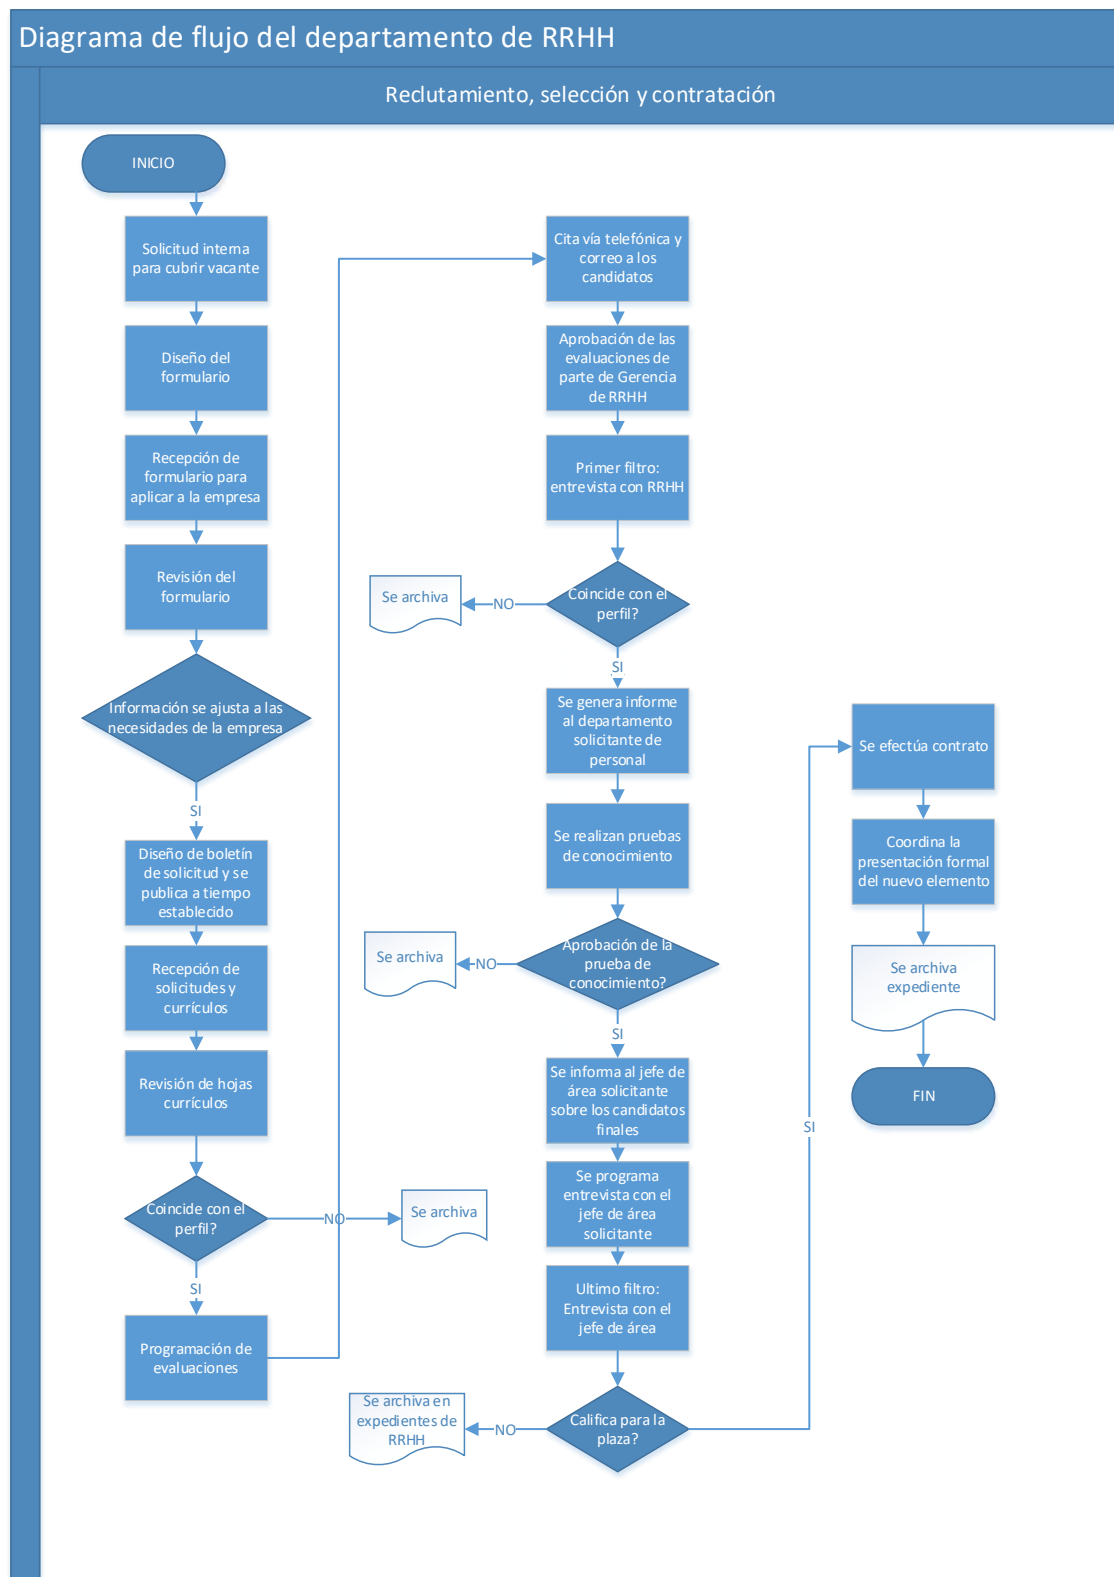 Diagrama de flujo del departamento de RRHH
Reclutamiento, selección y contratación
INICIO
Solicitud interna
para cubrir vacante
Diseño del
formulario
Recepción de
formulario para
aplicar a la empresa
Revisión del
formulario
Información se ajusta a las
necesidades de la empresa
SI
Diseño de boletín
de solicitud y se
publica a tiempo
establecido
Recepción de
solicitudes y
currículos
Revisión de hojas
currículos
Coincide con el
perfil?
NO
Se archiva
SI
Programación de
evaluaciones
Cita vía telefónica y
correo a los
candidatos
Aprobación de las
evaluaciones de
parte de Gerencia
de RRHH
Primer filtro:
entrevista con RRHH
Coincide con el
perfil?
NO
Se archiva
SI
Se genera informe
al departamento
solicitante de
personal
Se realizan pruebas
de conocimiento
Aprobación de la
prueba de
conocimiento?
NO
Se archiva
SI
Se informa al jefe de
área solicitante
sobre los candidatos
finales
Se programa
entrevista con el
jefe de área
solicitante
Ultimo filtro:
Entrevista con el
jefe de área
Califica para la
plaza?
NO
Se archiva en
expedientes de
RRHH
SI
Se efectúa contrato
Coordina la
presentación formal
del nuevo elemento
Se archiva
expediente
FIN